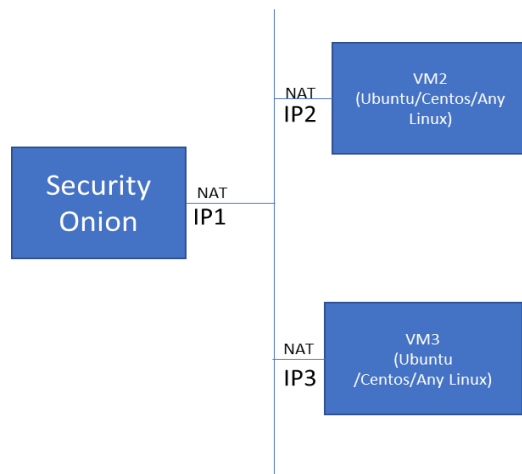 VM2
(Ubuntu/Centos/Any
Linux)
NAT
IP2
Security
Onion
NAT
IP1
VM3
(Ubuntu
/Centos/Any Linux)
NAT
IP3